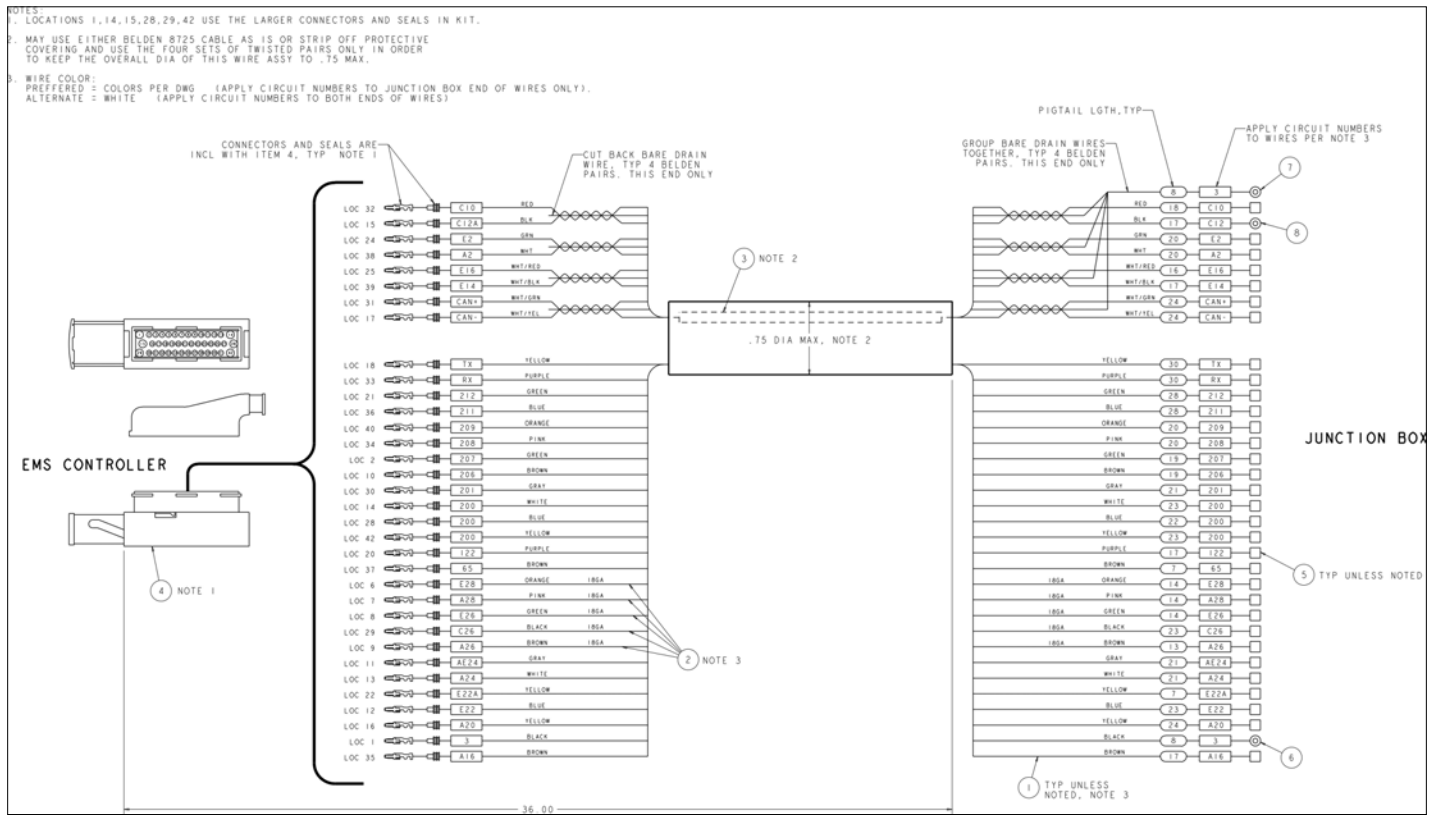 NOTES:
1. LOCATIONS 1,14,15,28,29,42 USE THE LARGER CONNECTORS AND SEALS IN KIT.
2. MAY USE EITHER BELDEN 8725 CABLE AS IS OR STRIP OFF PROTECTIVE
COVERING AND USE THE FOUR SETS OF TWISTED PAIRS ONLY IN ORDER
TO KEEP THE OVERALL DIA OF THIS WIRE ASSY TO .75 MAX.
3. WIRE COLOR:
PREFFERED = COLORS PER DWG (APPLY CIRCUIT NUMBERS TO JUNCTION BOX END OF WIRES ONLY).
ALTERNATE = WHITE (APPLY CIRCUIT NUMBERS TO BOTH ENDS OF WIRES)
CONNECTORS AND SEALS ARE
INCL WITH ITEM 4, TYP NOTE 1
CUT BACK BARE DRAIN
WIRE, TYP 4 BELDEN
PAIRS. THIS END ONLY
PIGTAIL LGTH,TYP
GROUP BARE DRAIN WIRES
TOGETHER, TYP 4 BELDEN
PAIRS. THIS END ONLY
APPLY CIRCUIT NUMBERS
TO WIRES PER NOTE 3
7
8 3
LOC 32 C10 RED RED 18 C10
LOC 15 C12A BLK BLK 17 C12
8
LOC 24 E2 GRN GRN 20 E2
LOC 38 A2 WHT WHT 20 A2
3 NOTE 2
LOC 25 E16 WHT/RED WHT/RED 16 E16
LOC 39 E14 WHT/BLK WHT/BLK 17 E14
LOC 31 CAN+ WHT/GRN WHT/GRN 24 CAN+
LOC 17 CAN- WHT/YEL WHT/YEL 24 CAN-
.75 DIA MAX, NOTE 2
LOC 18 TX YELLOW YELLOW 30 TX
LOC 33 RX PURPLE PURPLE 30 RX
LOC 21 212 GREEN GREEN 28 212
LOC 36 211 BLUE BLUE 28 211
LOC 40 209 ORANGE ORANGE 20 209
LOC 34 208 PINK PINK 20 208
JUNCTION BOX
LOC 2 207 GREEN GREEN 19 207
EMS CONTROLLER
LOC 10 206 BROWN BROWN 19 206
LOC 30 201 GRAY GRAY 21 201
LOC 14 200 WHITE WHITE 23 200
LOC 28 200 BLUE BLUE 22 200
LOC 42 200 YELLOW YELLOW 23 200
LOC 20 122 PURPLE PURPLE 17 122
LOC 37 65 BROWN BROWN 7 65
5 TYP UNLESS NOTED
LOC 6 E28 ORANGE 18GA 18GA ORANGE 14 E28
4 NOTE 1
LOC 7 A28 PINK 18GA 18GA PINK 14 A28
LOC 8 E26 GREEN 18GA 18GA GREEN 14 E26
LOC 29 C26 BLACK 18GA 18GA BLACK 23 C26
LOC 9 A26 BROWN 18GA 18GA BROWN 13 A26
2 NOTE 3
LOC 11 AE24 GRAY GRAY 21 AE24
LOC 13 A24 WHITE WHITE 21 A24
LOC 22 E22A YELLOW YELLOW 7 E22A
LOC 12 E22 BLUE BLUE 23 E22
LOC 16 A20 YELLOW YELLOW 24 A20
LOC 1 3 BLACK BLACK 8 3
LOC 35 A16 BROWN BROWN 17 A16
6
1 TYP UNLESS
NOTED, NOTE 3
36.00